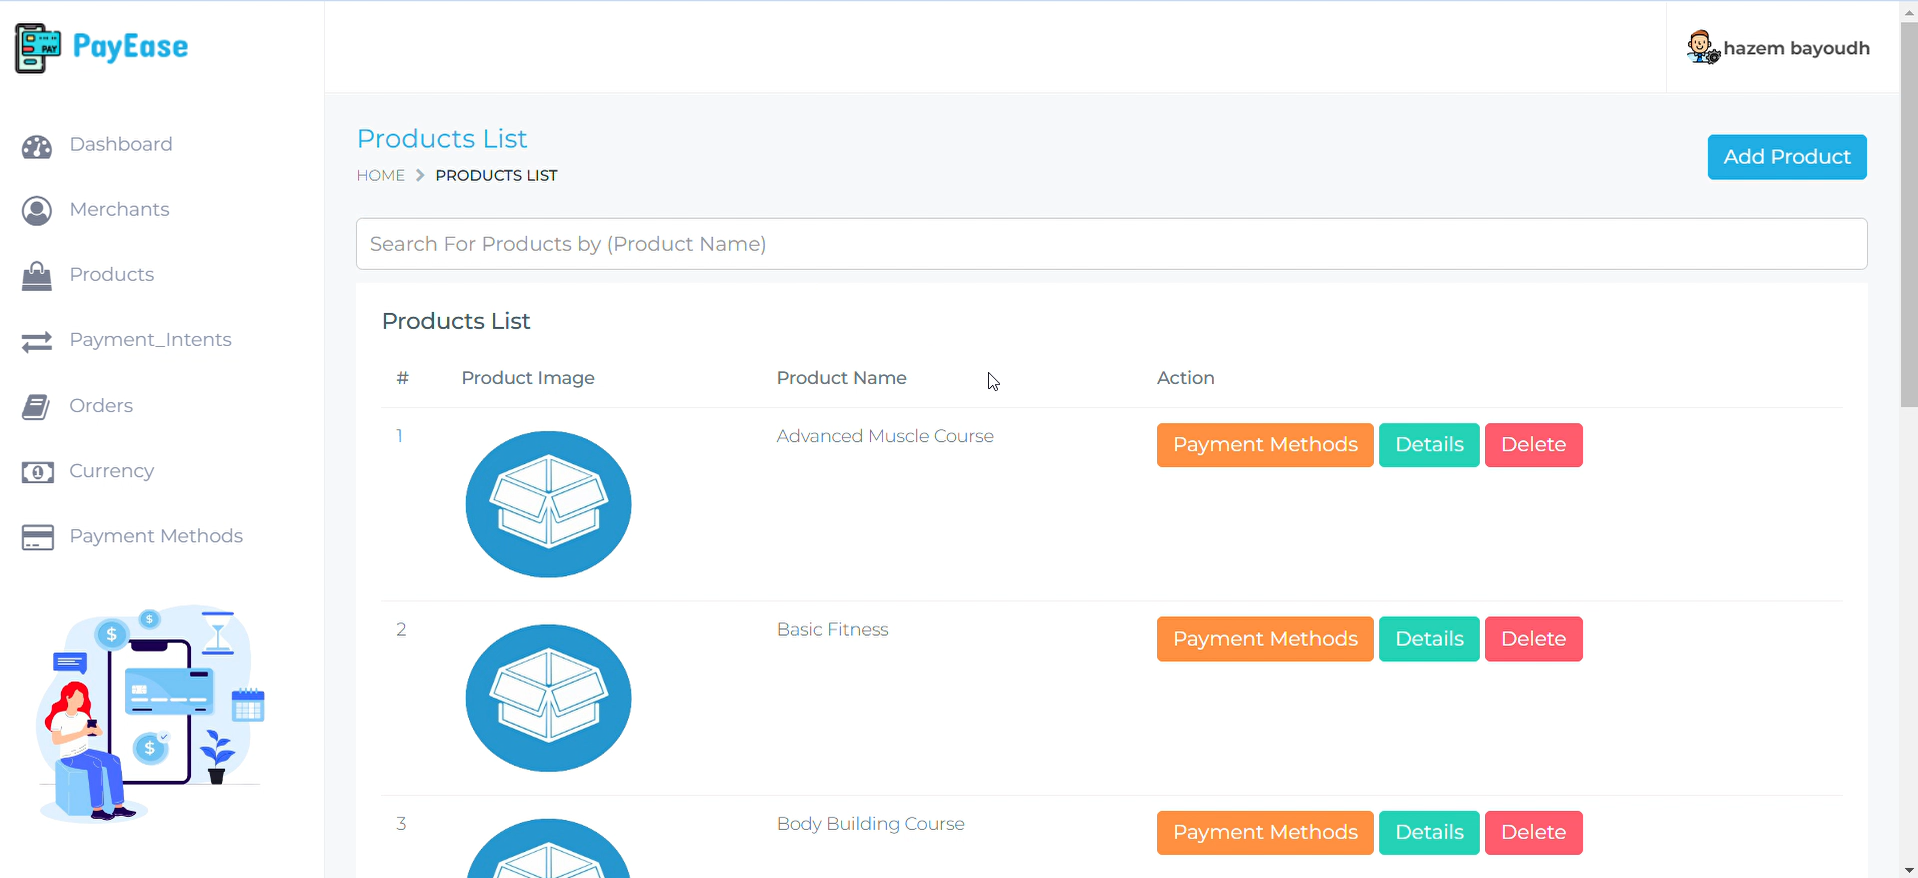 PAY
PayEase
hazem bayoudh
Dashboard
Merchants
Products
Payment_Intents
Orders
Currency
Payment Methods
Products List
HOME > PRODUCTS LIST
Add Product
Search For Products by (Product Name)
Products List
# Product Image Product Name Action
1 Advanced Muscle Course Payment Methods Details Delete
2 Basic Fitness Payment Methods Details Delete
3 Body Building Course Payment Methods Details Delete